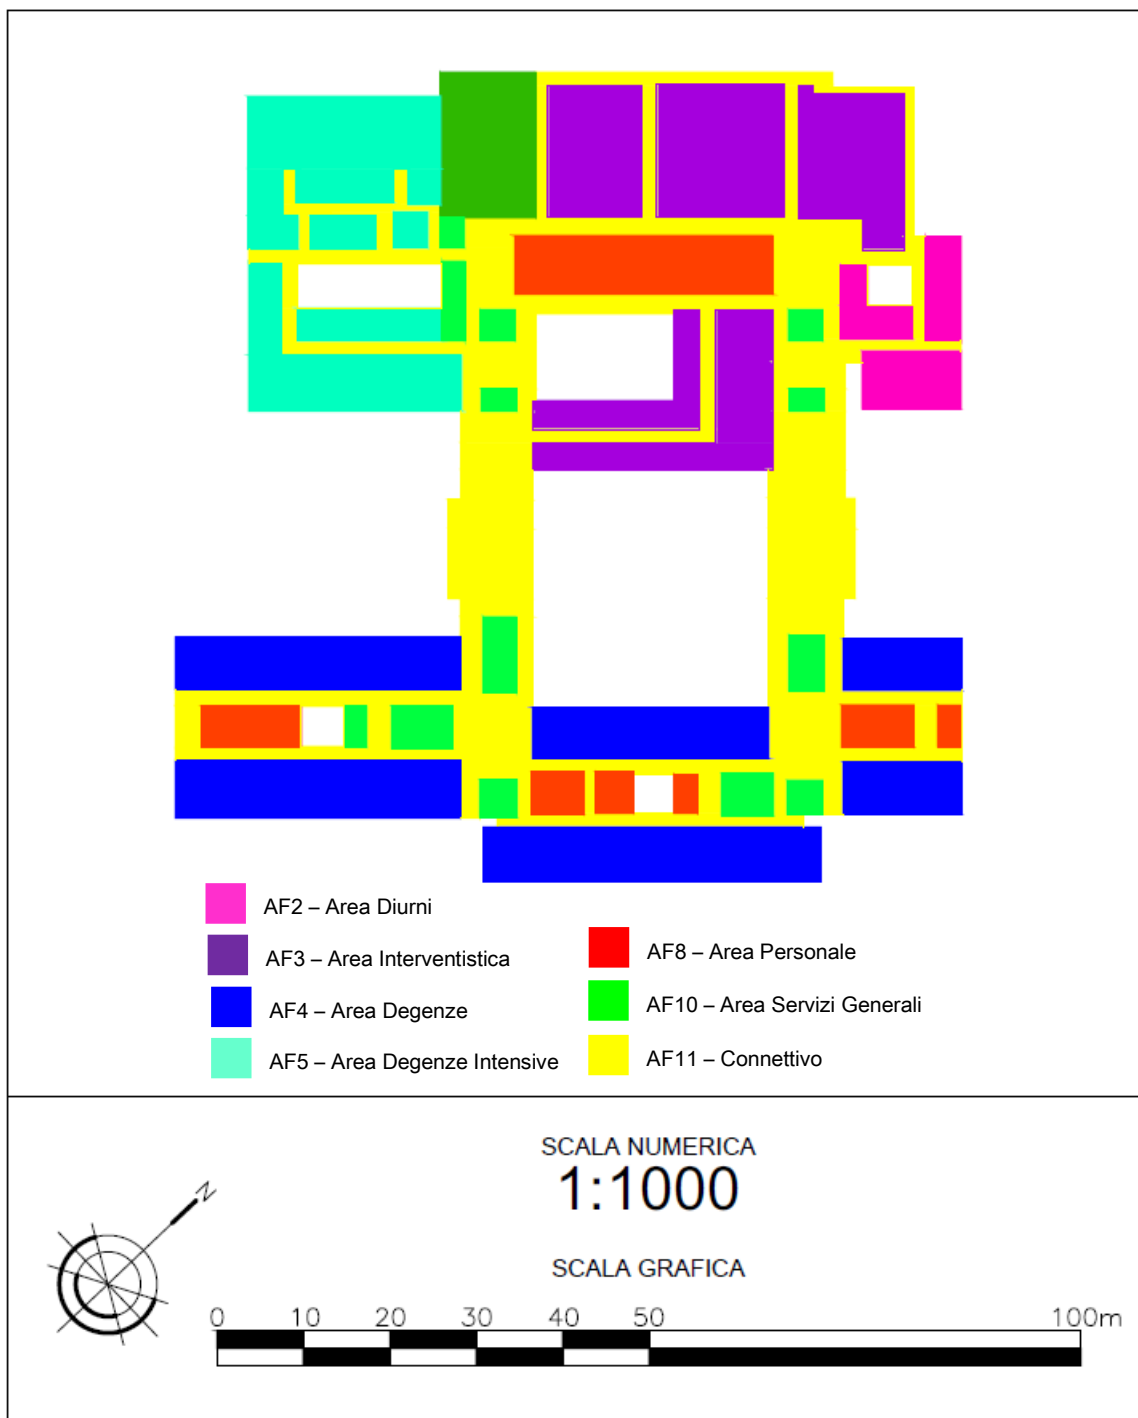 AF2 – Area Diurni
AF3 – Area Interventistica
AF4 – Area Degenze
AF5 – Area Degenze Intensive
AF8 – Area Personale
AF10 – Area Servizi Generali
AF11 – Connettivo
SCALA NUMERICA
1:1000
N
SCALA GRAFICA
0 10 20 30 40 50 100m